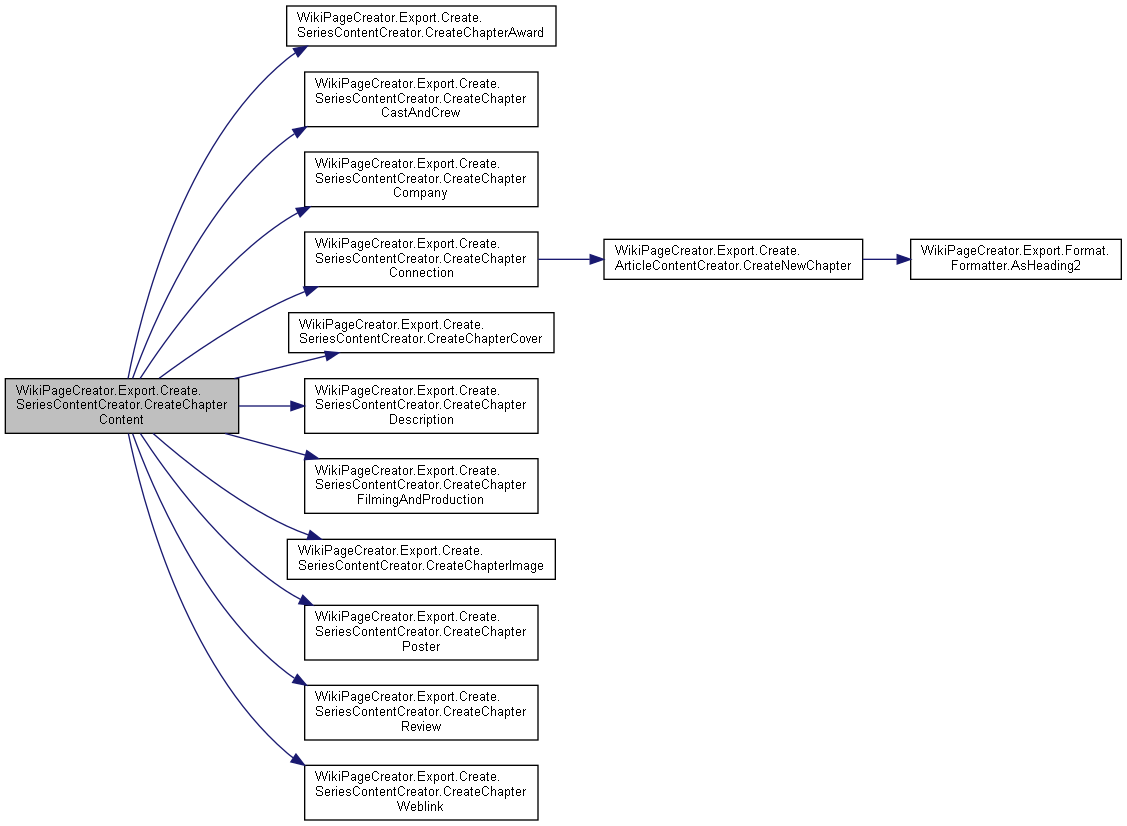 WikiPageCreator.Export.Create.
SeriesContentCreator.CreateChapterAward
WikiPageCreator.Export.Create.
SeriesContentCreator.CreateChapter
CastAndCrew
WikiPageCreator.Export.Create.
SeriesContentCreator.CreateChapter
Company
WikiPageCreator.Export.Create.
SeriesContentCreator.CreateChapter
Connection
WikiPageCreator.Export.Create.
ArticleContentCreator.CreateNewChapter
WikiPageCreator.Export.Format.
Formatter.AsHeading2
WikiPageCreator.Export.Create.
SeriesContentCreator.CreateChapterCover
WikiPageCreator.Export.Create.
SeriesContentCreator.CreateChapter
Content
WikiPageCreator.Export.Create.
SeriesContentCreator.CreateChapter
Description
WikiPageCreator.Export.Create.
SeriesContentCreator.CreateChapter
FilmingAndProduction
WikiPageCreator.Export.Create.
SeriesContentCreator.CreateChapterImage
WikiPageCreator.Export.Create.
SeriesContentCreator.CreateChapter
Poster
WikiPageCreator.Export.Create.
SeriesContentCreator.CreateChapter
Review
WikiPageCreator.Export.Create.
SeriesContentCreator.CreateChapter
Weblink